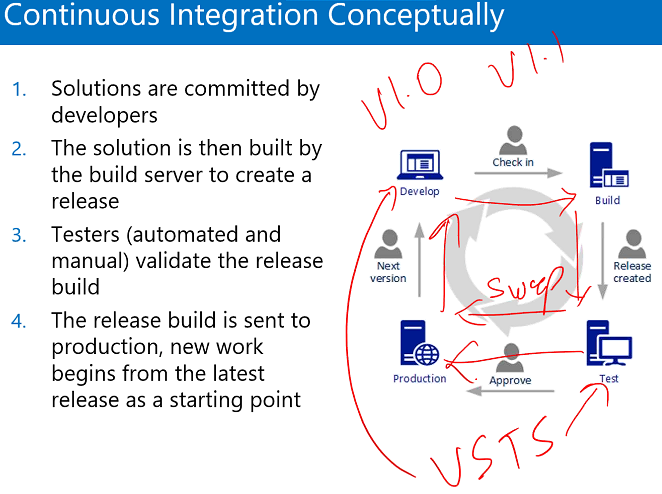 Continuous Integration Conceptually
1. Solutions are committed by
developers
2. The solution is then built by
the build server to create a
release
3. Testers (automated and
manual) validate the release
build
4. The release build is sent to
production, new work
begins from the latest
release as a starting point
V1.0 V1.1
Check in
Develop
Build
Next
version
Release
created
Swap
Production
Approve
Test
VSTS